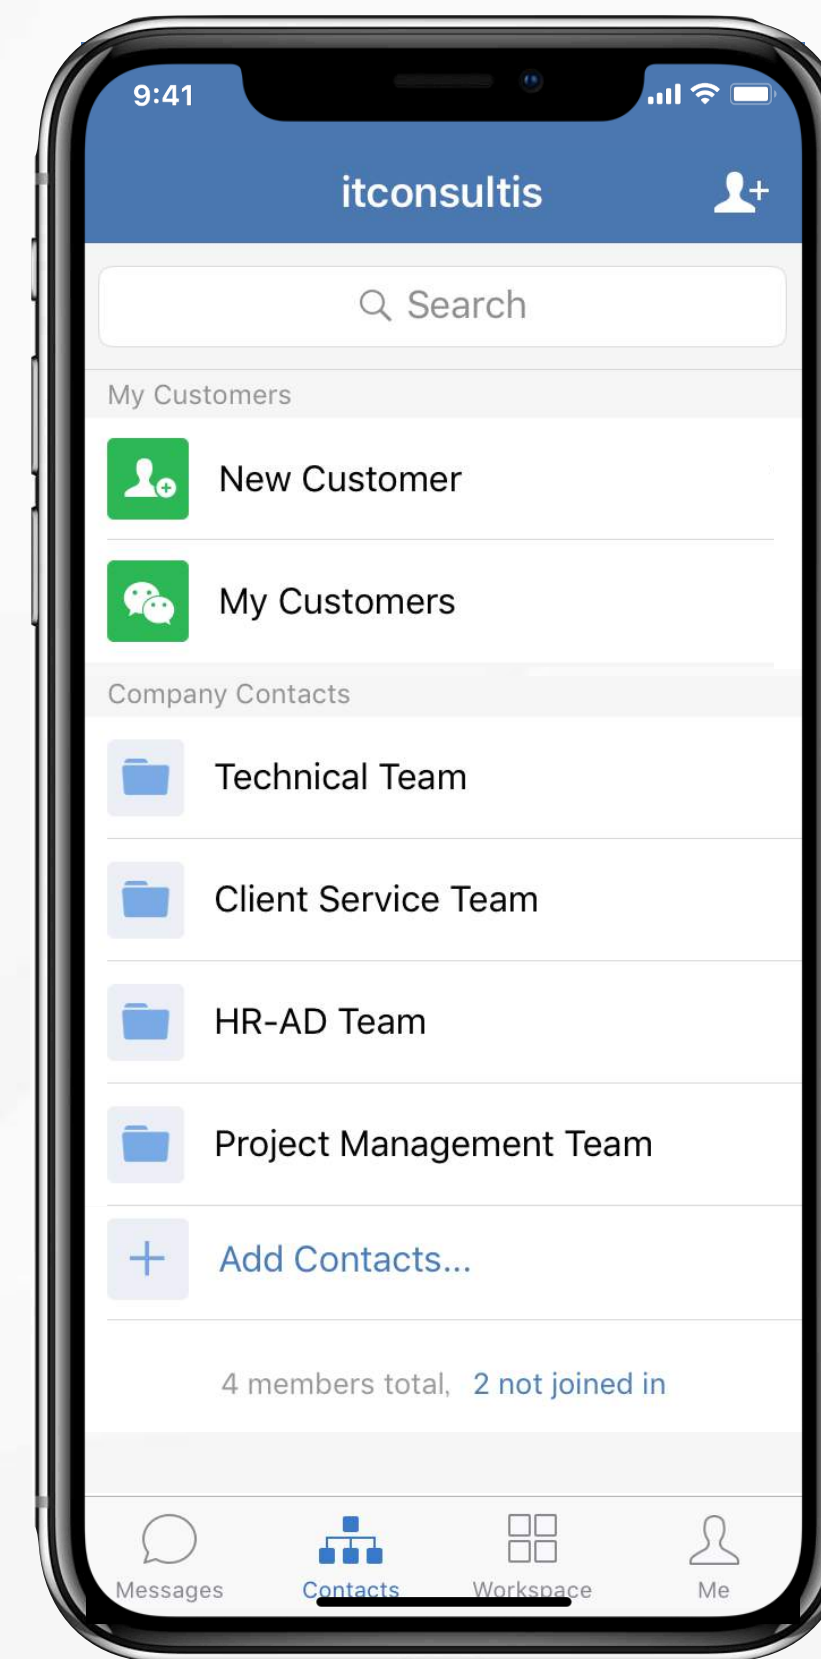 9:41
itconsultis
Search
My Customers
New Customer
My Customers
Company Contacts
Technical Team
Client Service Team
HR-AD Team
Project Management Team
Add Contacts...
4 members total, 2 not joined in
Messages
Contacts
Workspace
Me